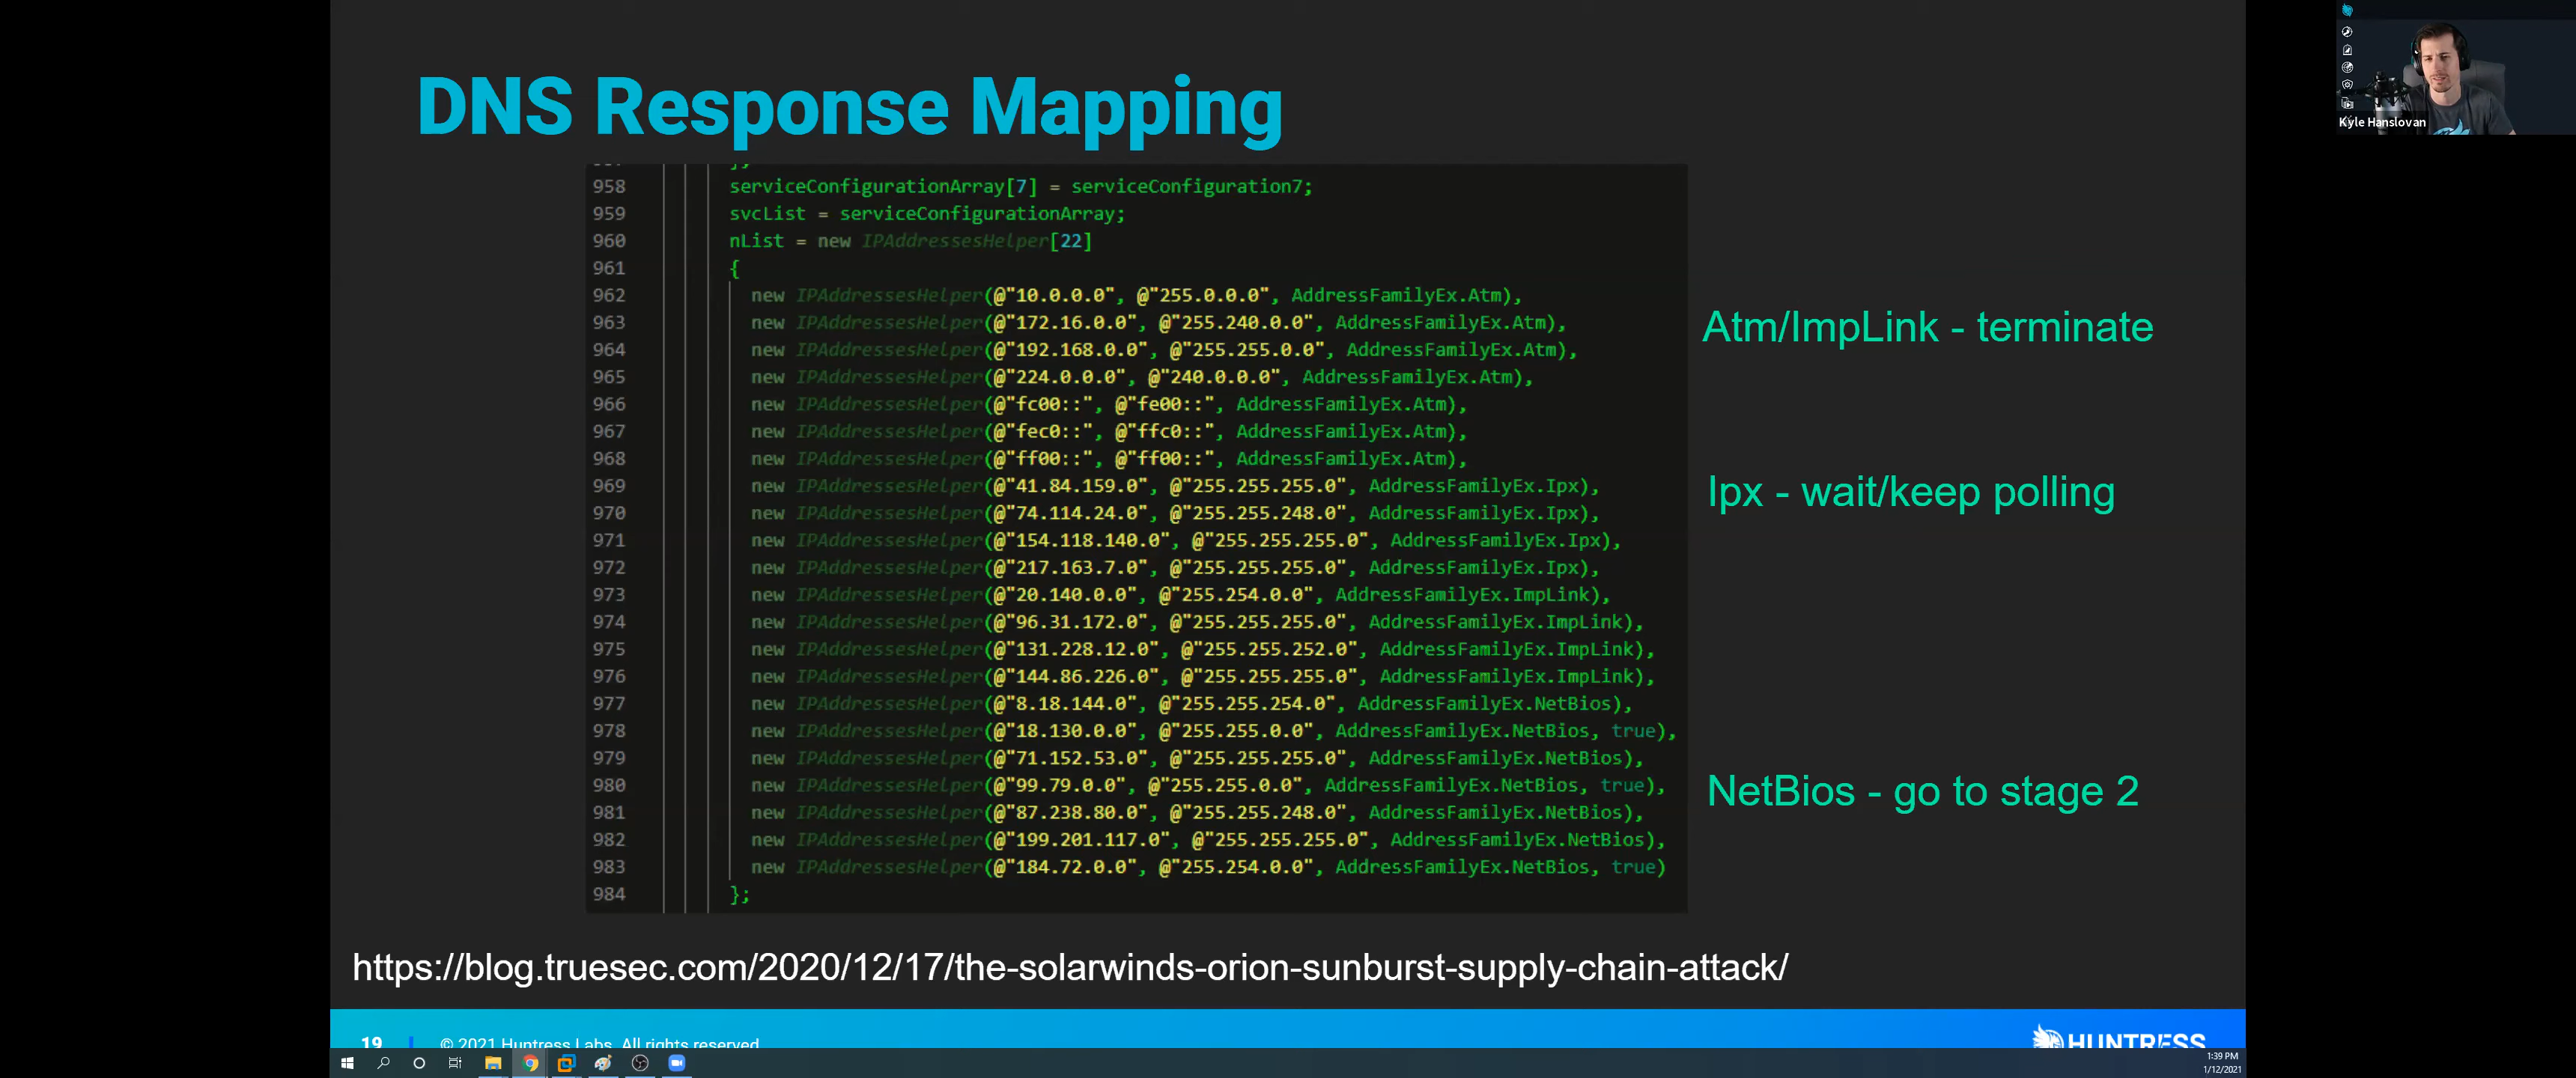 DNS Response Mapping
958 serviceConfigurationArray[7] = serviceConfiguration7;
959 svcList = serviceConfigurationArray;
960 nList = new IPAddressesHelper[22]
961 {
962 new IPAddressesHelper(@"10.0.0.0", @"255.0.0.0", AddressFamilyEx.Atm),
963 new IPAddressesHelper(@"172.16.0.0", @"255.240.0.0", AddressFamilyEx.Atm),
964 new IPAddressesHelper(@"192.168.0.0", @"255.255.0.0", AddressFamilyEx.Atm),
965 new IPAddressesHelper(@"224.0.0.0", @"240.0.0.0", AddressFamilyEx.Atm),
966 new IPAddressesHelper(@"fc00::", @"fe00::", AddressFamilyEx.Atm),
967 new IPAddressesHelper(@"fec0::", @"ffc0::", AddressFamilyEx.Atm),
968 new IPAddressesHelper(@"ff00::", @"ff00::", AddressFamilyEx.Atm),
969 new IPAddressesHelper(@"41.84.159.0", @"255.255.255.0", AddressFamilyEx.Ipx),
970 new IPAddressesHelper(@"74.114.24.0", @"255.255.248.0", AddressFamilyEx.Ipx),
971 new IPAddressesHelper(@"154.118.140.0", @"255.255.255.0", AddressFamilyEx.Ipx),
972 new IPAddressesHelper(@"217.163.7.0", @"255.255.255.0", AddressFamilyEx.Ipx),
973 new IPAddressesHelper(@"20.140.0.0", @"255.254.0.0", AddressFamilyEx.ImpLink),
974 new IPAddressesHelper(@"96.31.172.0", @"255.255.255.0", AddressFamilyEx.ImpLink),
975 new IPAddressesHelper(@"131.228.12.0", @"255.255.252.0", AddressFamilyEx.ImpLink),
976 new IPAddressesHelper(@"144.86.226.0", @"255.255.255.0", AddressFamilyEx.ImpLink),
977 new IPAddressesHelper(@"8.18.144.0", @"255.255.254.0", AddressFamilyEx.NetBios),
978 new IPAddressesHelper(@"18.130.0.0", @"255.255.0.0", AddressFamilyEx.NetBios, true),
979 new IPAddressesHelper(@"71.152.53.0", @"255.255.255.0", AddressFamilyEx.NetBios),
980 new IPAddressesHelper(@"99.79.0.0", @"255.255.0.0", AddressFamilyEx.NetBios, true),
981 new IPAddressesHelper(@"87.238.80.0", @"255.255.248.0", AddressFamilyEx.NetBios),
982 new IPAddressesHelper(@"199.201.117.0", @"255.255.255.0", AddressFamilyEx.NetBios),
983 new IPAddressesHelper(@"184.72.0.0", @"255.254.0.0", AddressFamilyEx.NetBios, true)
984 };
Atm/ImpLink - terminate
Ipx - wait/keep polling
NetBios - go to stage 2
https://blog.truesec.com/2020/12/17/the-solarwinds-orion-sunburst-supply-chain-attack/
19 | © 2021 Huntress Labs. All rights reserved
HUNTRESS
1:39 PM
1/12/2021
Kyle Hanslovan